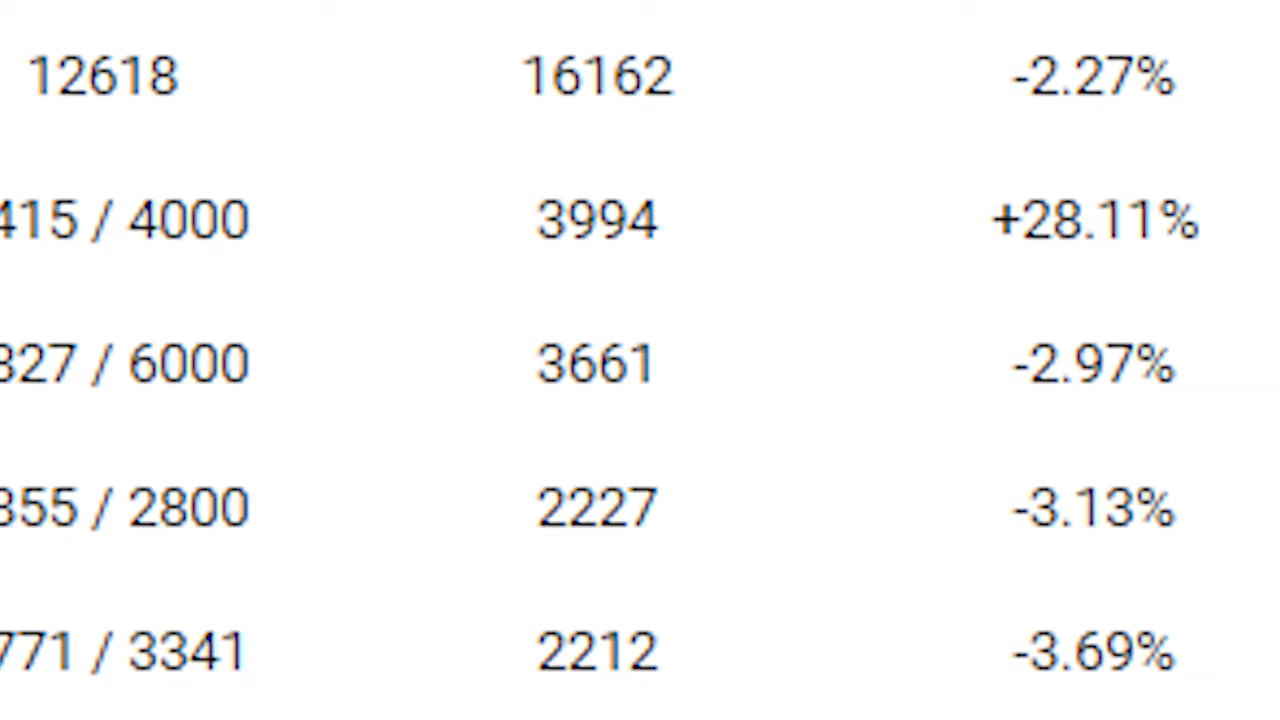 12618 16162 -2.27%
415 / 4000 3994 +28.11%
827 / 6000 3661 -2.97%
355 / 2800 2227 -3.13%
771 / 3341 2212 -3.69%